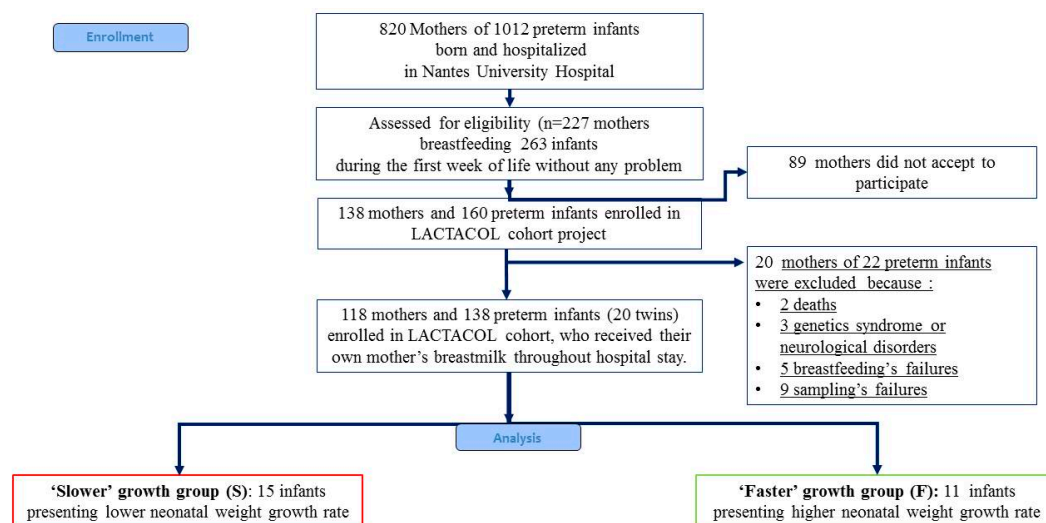 Enrollment
820 Mothers of 1012 preterm infants
born and hospitalized
in Nantes University Hospital
Assessed for eligibility (n=227 mothers
breastfeeding 263 infants
during the first week of life without any problem
89 mothers did not accept to
participate
138 mothers and 160 preterm infants enrolled in
LACTACOL cohort project
20 mothers of 22 preterm infants
were excluded because :
• 2 deaths
• 3 genetics syndrome or
neurological disorders
• 5 breastfeeding's failures
• 9 sampling's failures
118 mothers and 138 preterm infants (20 twins)
enrolled in LACTACOL cohort, who received their
own mother's breastmilk throughout hospital stay.
Analysis
'Slower' growth group (S): 15 infants
presenting lower neonatal weight growth rate
'Faster' growth group (F): 11 infants
presenting higher neonatal weight growth rate